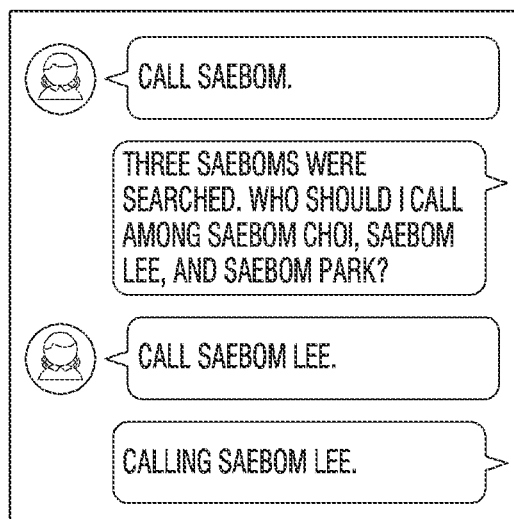 CALL SAEBOM.
THREE SAEBOMS WERE
SEARCHED. WHO SHOULD I CALL
AMONG SAEBOM CHOI, SAEBOM
LEE, AND SAEBOM PARK?
CALL SAEBOM LEE.
CALLING SAEBOM LEE.